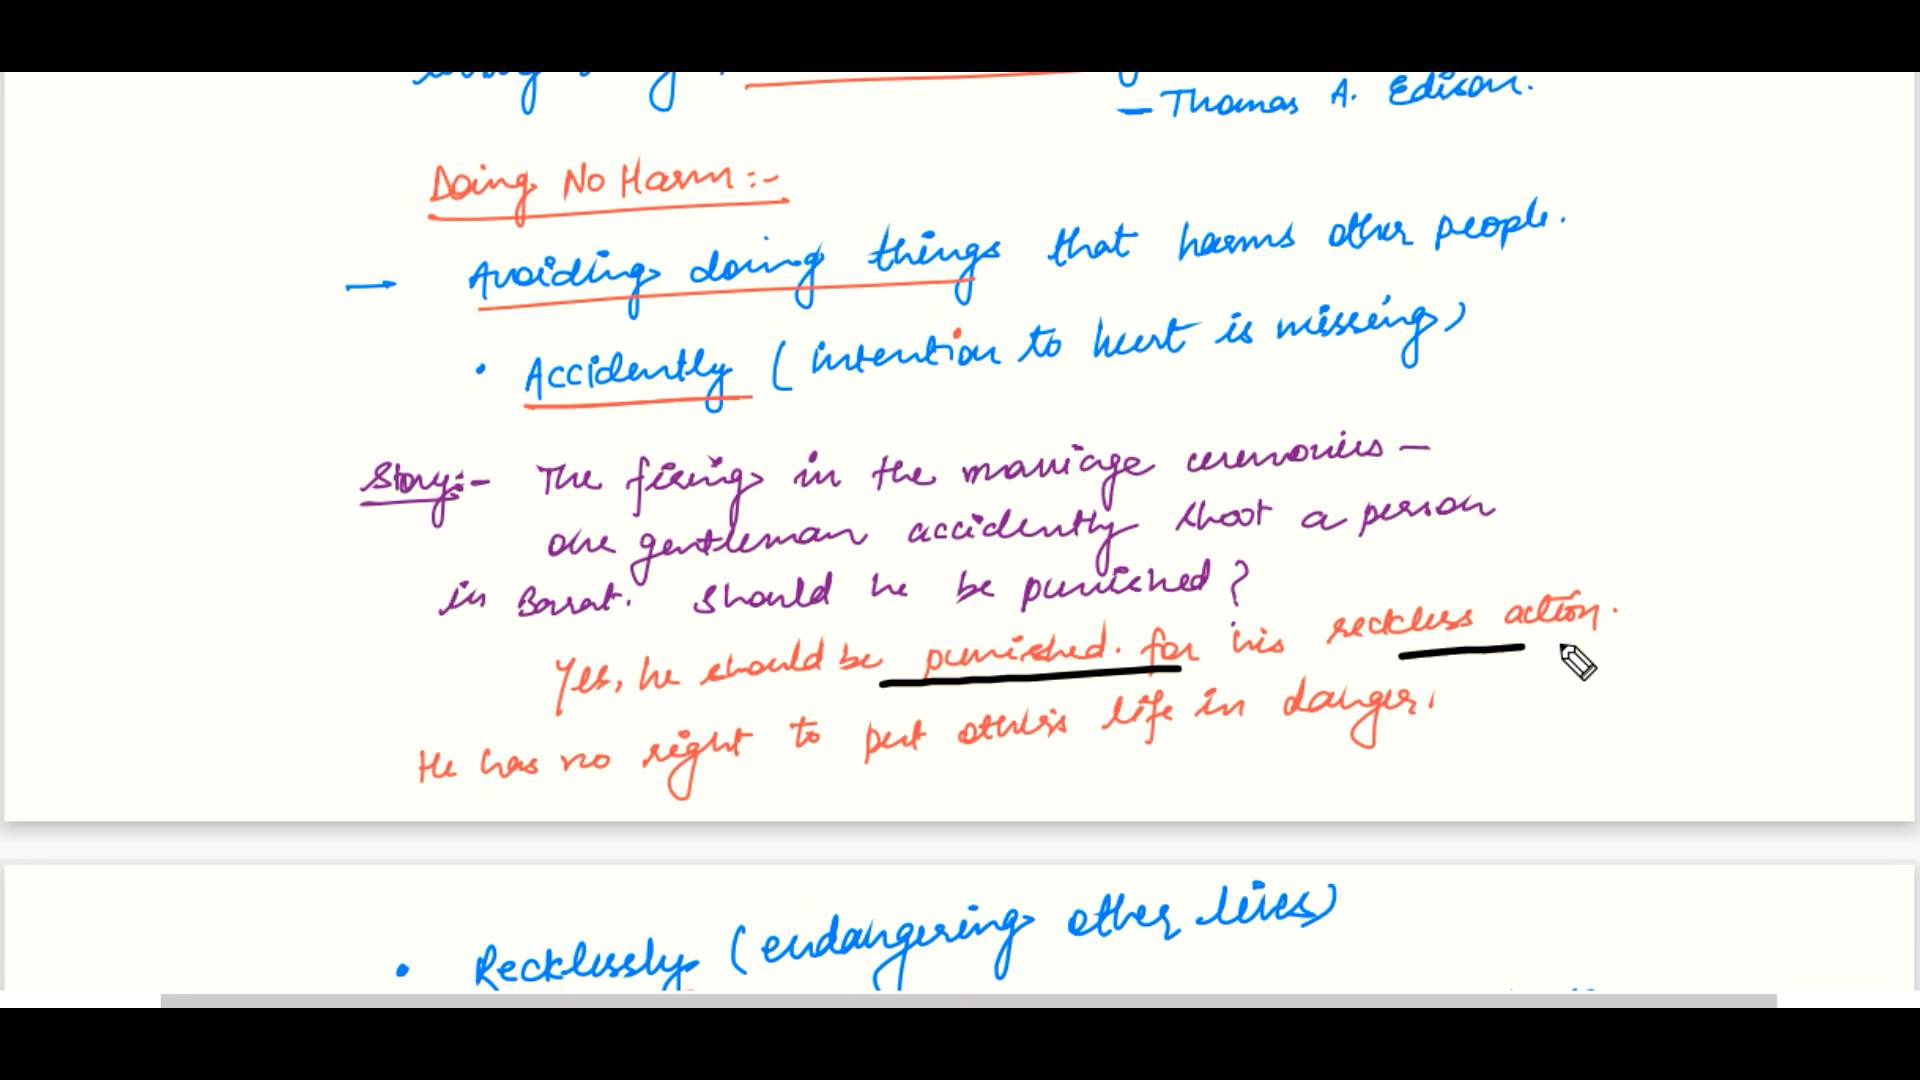 — Thomas A. Edison.
Doing No Harm:-
→ Avoiding doing things that harms other people.
• Accidently (intention to hurt is missing)
Story:- The firing in the marriage ceremonies —
one gentleman accidently shoot a person
in Barat. Should he be punished?
Yes, he should be punished. for his reckless action.
He has no right to put other's life in danger.
• Recklessly (endangering other lives)